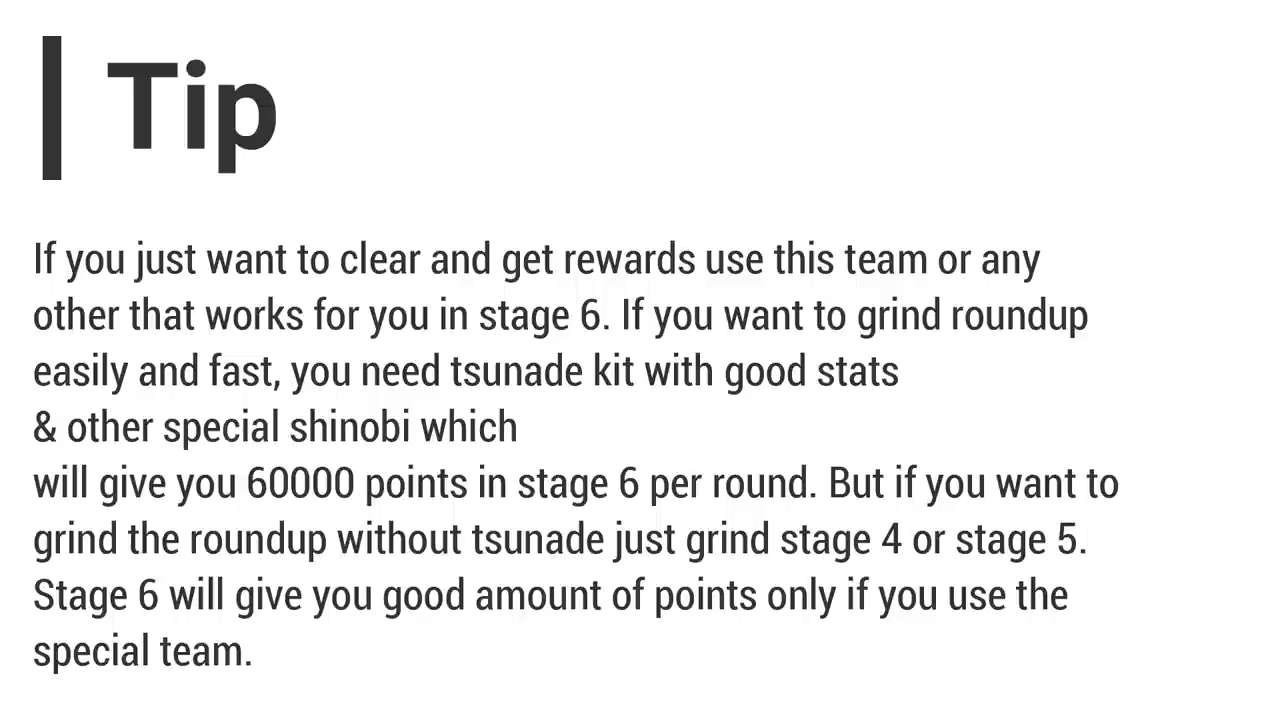 Tip
If you just want to clear and get rewards use this team or any
other that works for you in stage 6. If you want to grind roundup
easily and fast, you need tsunade kit with good stats
& other special shinobi which
will give you 60000 points in stage 6 per round. But if you want to
grind the roundup without tsunade just grind stage 4 or stage 5.
Stage 6 will give you good amount of points only if you use the
special team.